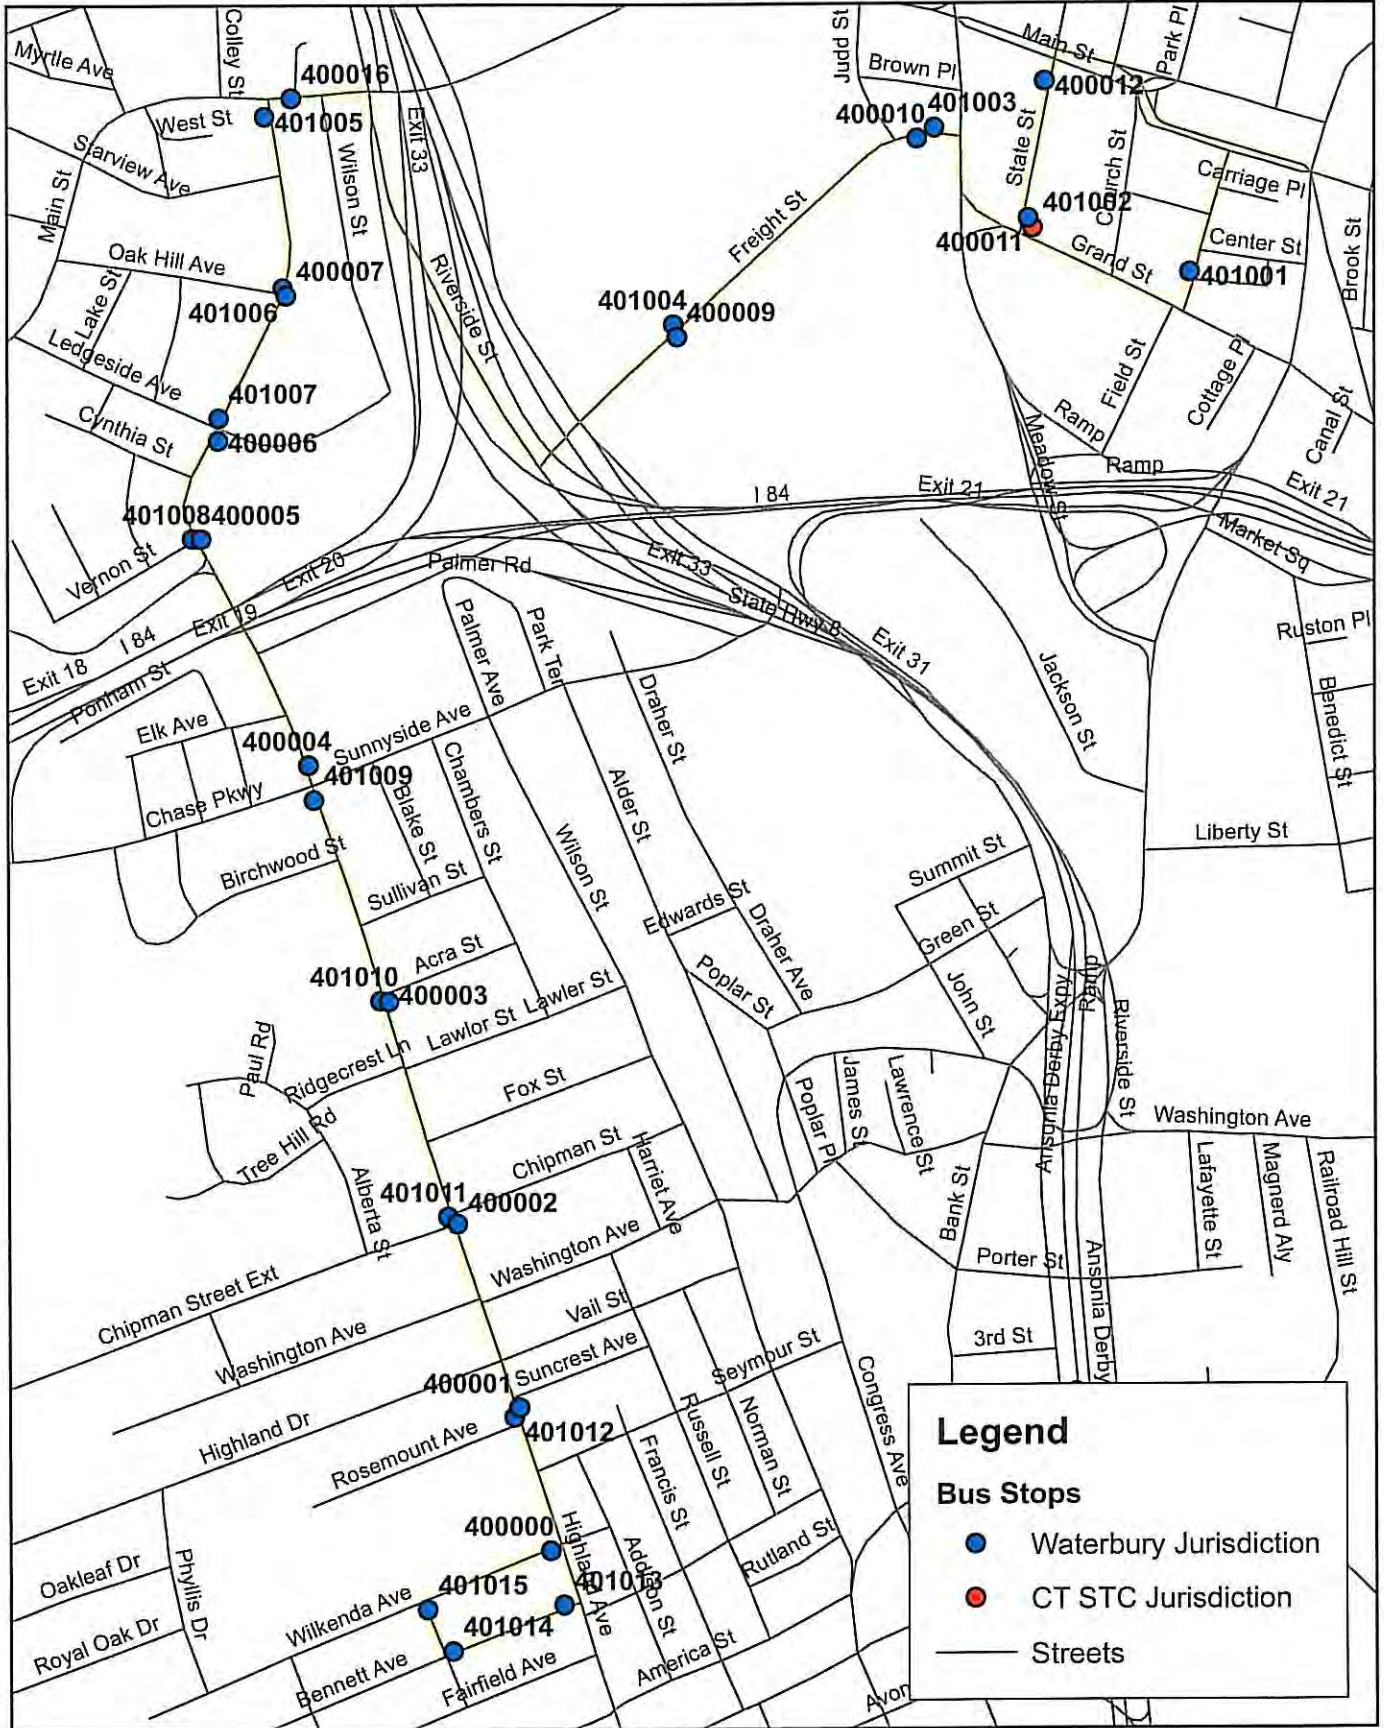 Colley St
Judd St
Park Pl
Main St
Myrtle Ave
400016
Brown Pl
400012
401003
400010
West St
401005
Exit 33
State St
Church St
Starview Ave
Wilson St
Carriage Pl
Main St
401002
Freight St
400011
Grand St
Center St
Brook St
Oak Hill Ave
400007
Riverside St
401001
Lake St
401006
401004
400009
Ledgeside Ave
Field St
Cottage Pl
401007
Canal St
Cynthia St
400006
Ramp
Meadow St
Ramp
I 84
Exit 21
Exit 21
401008
400005
Market Sq
Vernon St
Exit 20
Palmer Rd
Exit 33
State Hwy 8
Exit 19
I 84
Exit 18
Palmer Ave
Park Ter
Exit 31
Ruston Pl
Ponham St
Jackson St
Draher St
Benedict St
Elk Ave
400004
Sunnyside Ave
Chambers St
401009
Alder St
Chase Pkwy
Blake St
Liberty St
Birchwood St
Wilson St
Summit St
Sullivan St
Edwards St
Green St
Draher Ave
Acra St
401010
400003
Poplar St
Lawler St
John St
Ansonia Derby Expy
Ramp
Riverside St
Paul Rd
Lawlor St
Ridgecrest Ln
Fox St
James St
Lawrence St
Poplar Pl
Washington Ave
Tree Hill Rd
Chipman St
Harriet Ave
Alberta St
401011
400002
Bank St
Lafayette St
Magnerd Aly
Railroad Hill St
Washington Ave
Porter St
Ansonia Derby
Chipman Street Ext
Vail St
Washington Ave
3rd St
Suncrest Ave
Seymour St
400001
Congress Ave
Highland Dr
401012
Russell St
Norman St
Rosemount Ave
Francis St
400000
Highland Ave
Rutland St
Oakleaf Dr
Phyllis Dr
Addison St
401015
401013
Wilkenda Ave
401014
Royal Oak Dr
America St
Bennett Ave
Fairfield Ave
Avon
Legend
Bus Stops
Waterbury Jurisdiction
CT STC Jurisdiction
Streets